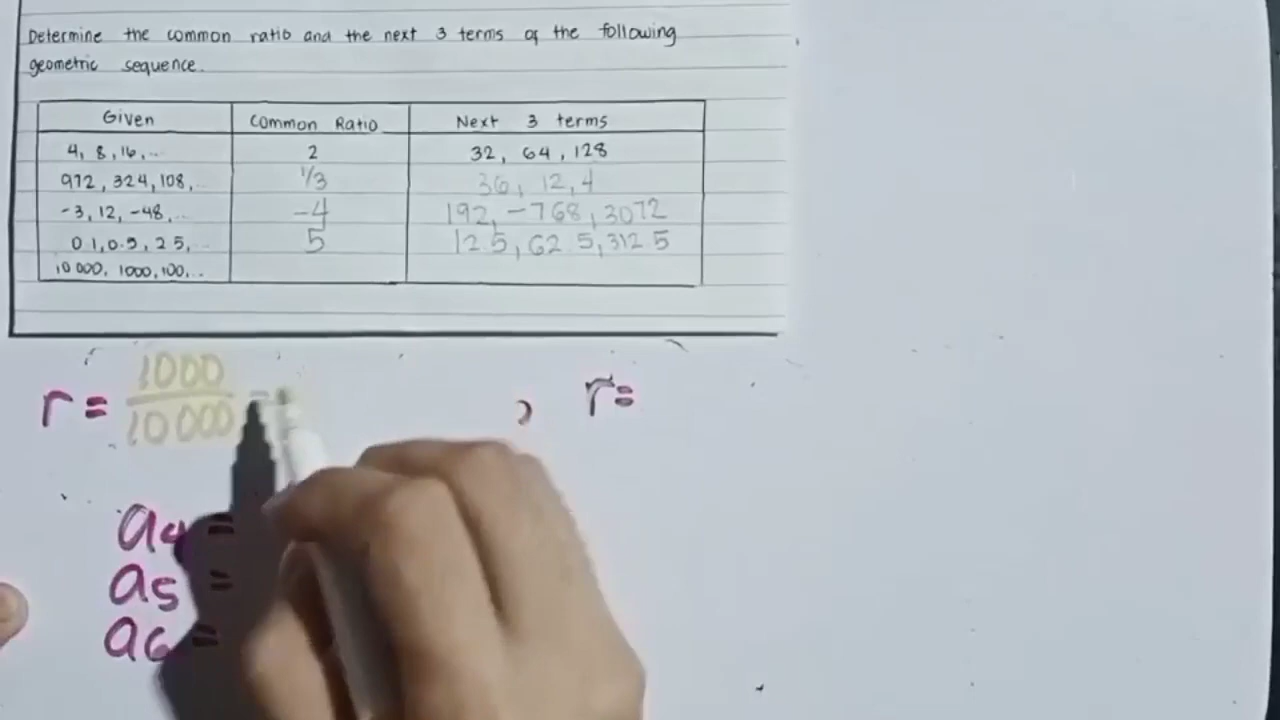 Determine the common ratio and the next 3 terms of the following
geometric sequence.
Given Common Ratio Next 3 terms
4, 8, 16,... 2 32, 64, 128
972, 324, 108,... 1/3 36, 12, 4
-3, 12, -48,... -4 192, -768, 3072
0.1, 0.5, 2.5,... 5 12.5, 62.5, 312.5
10 000, 1000, 100,...
r = 1000/10 000 = , r =
a4 =
a5 =
a6 =